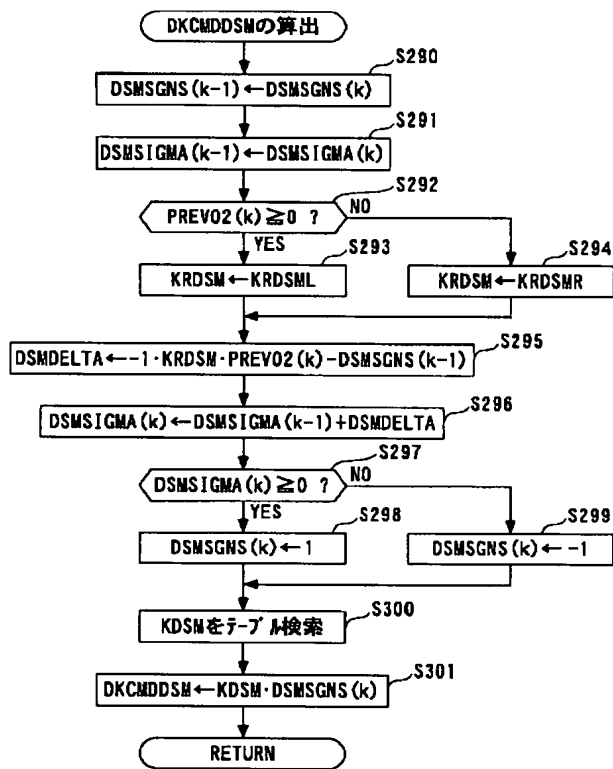 DKCMDDSMの算出
S290
DSMSGNS(k-1)←DSMSGNS(k)
S291
DSMSIGMA(k-1)←DSMSIGMA(k)
S292
PREVO2(k)≧0 ?
NO
YES
S293
KRDSM←KRDSML
S294
KRDSM←KRDSMR
S295
DSMDELTA←-1·KRDSM·PREVO2(k)-DSMSGNS(k-1)
S296
DSMSIGMA(k)←DSMSIGMA(k-1)+DSMDELTA
S297
DSMSIGMA(k)≧0 ?
NO
YES
S298
DSMSGNS(k)←1
S299
DSMSGNS(k)←-1
S300
KDSMをテーブル検索
S301
DKCMDDSM←KDSM·DSMSGNS(k)
RETURN